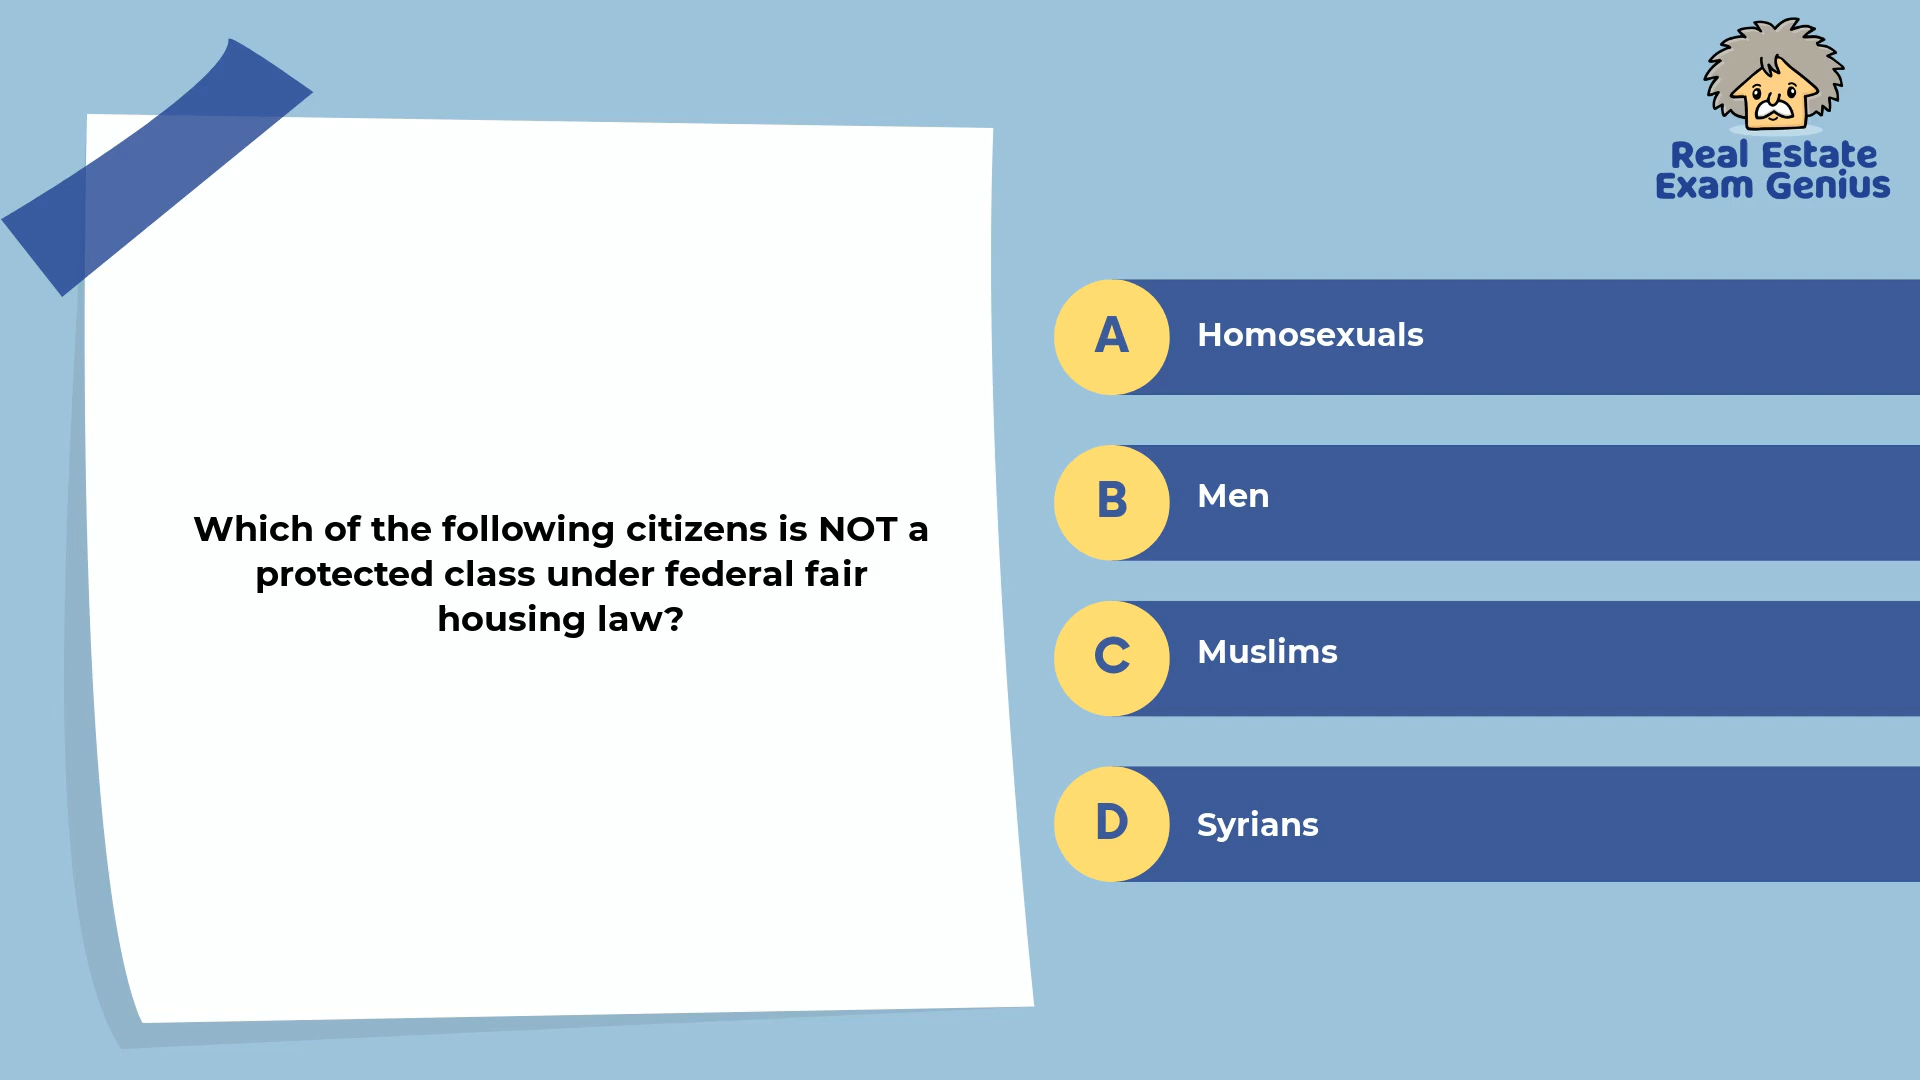 Real Estate
Exam Genius
Which of the following citizens is NOT a
protected class under federal fair
housing law?
A
Homosexuals
B
Men
C
Muslims
D
Syrians